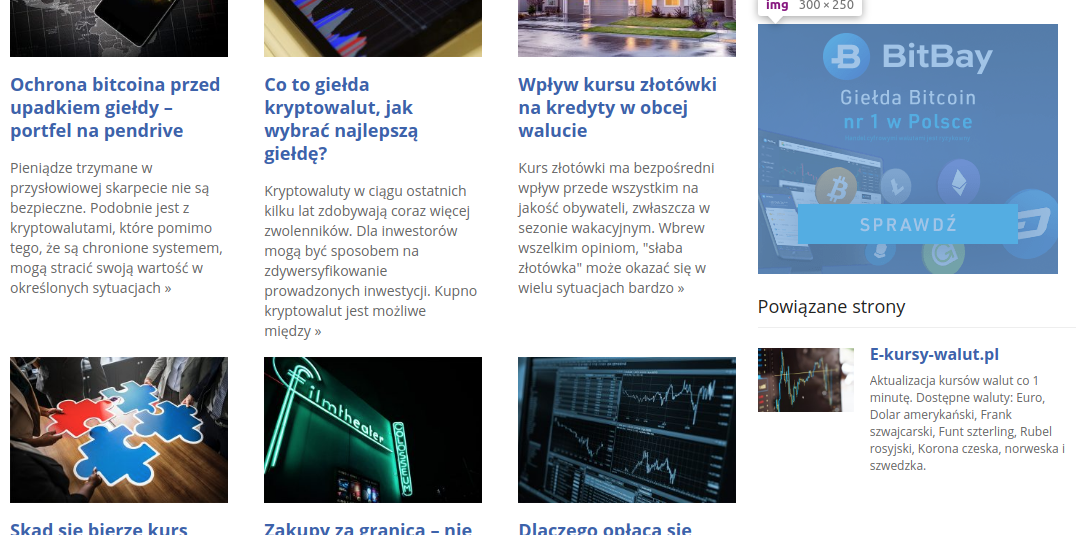 img 300 × 250
BitBay
Giełda Bitcoin
nr 1 w Polsce
SPRAWDŹ
Ochrona bitcoina przed
upadkiem giełdy –
portfel na pendrive
Pieniądze trzymane w
przysłowiowej skarpecie nie są
bezpieczne. Podobnie jest z
kryptowalutami, które pomimo
tego, że są chronione systemem,
mogą stracić swoją wartość w
określonych sytuacjach »
Co to giełda
kryptowalut, jak
wybrać najlepszą
giełdę?
Kryptowaluty w ciągu ostatnich
kilku lat zdobywają coraz więcej
zwolenników. Dla inwestorów
mogą być sposobem na
zdywersyfikowanie
prowadzonych inwestycji. Kupno
kryptowalut jest możliwe
między »
Wpływ kursu złotówki
na kredyty w obcej
walucie
Kurs złotówki ma bezpośredni
wpływ przede wszystkim na
jakość obywateli, zwłaszcza w
sezonie wakacyjnym. Wbrew
wszelkim opiniom, "słaba
złotówka" może okazać się w
wielu sytuacjach bardzo »
Powiązane strony
E-kursy-walut.pl
Aktualizacja kursów walut co 1
minutę. Dostępne waluty: Euro,
Dolar amerykański, Frank
szwajcarski, Funt szterling, Rubel
rosyjski, Korona czeska, norweska i
szwedzka.
filmtheater
Skąd się bierze kurs
Zakupy za granicą – nie
Dlaczego opłaca się